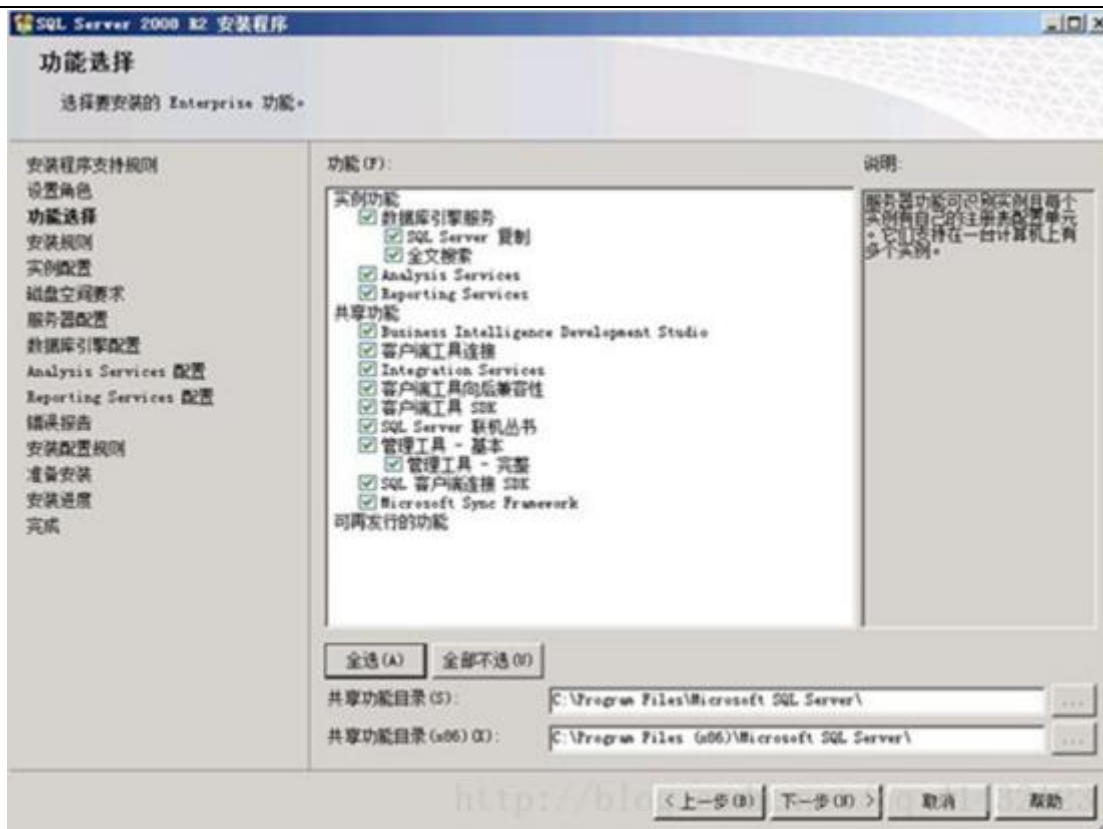 SQL Server 2008 R2 安装程序
功能选择
选择要安装的 Enterprise 功能。
安装程序支持规则
设置角色
功能选择
安装规则
实例配置
磁盘空间要求
服务器配置
数据库引擎配置
Analysis Services 配置
Reporting Services 配置
错误报告
安装配置规则
准备安装
安装进度
完成
功能(F):
实例功能
数据库引擎服务
SQL Server 复制
全文搜索
Analysis Services
Reporting Services
共享功能
Business Intelligence Development Studio
客户端工具连接
Integration Services
客户端工具向后兼容性
客户端工具 SDK
SQL Server 联机丛书
管理工具 - 基本
管理工具 - 完整
SQL 客户端连接 SDK
Microsoft Sync Framework
可再发行的功能
说明:
服务器功能可识别实例且每个
实例有自己的注册表配置单元
。它们支持在一台计算机上有
多个实例。
全选(A)
全部不选(U)
共享功能目录(S):
C:\Program Files\Microsoft SQL Server\
...
共享功能目录(x86)(X):
C:\Program Files (x86)\Microsoft SQL Server\
...
http://blo
< 上一步(B)
下一步(N) >
取消
帮助